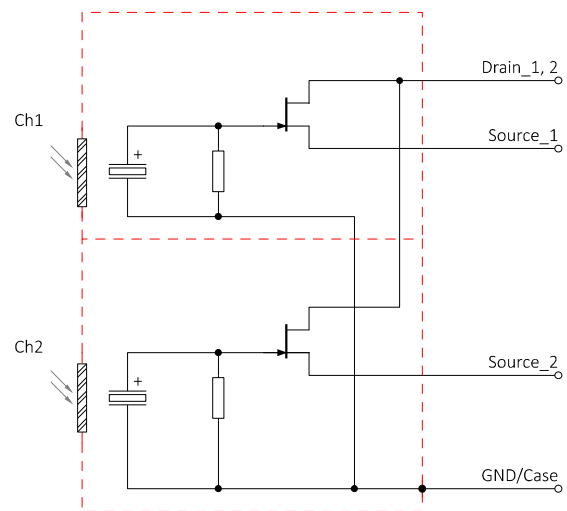 Drain_1, 2
Ch1
Source_1
+
Ch2
Source_2
+
GND/Case